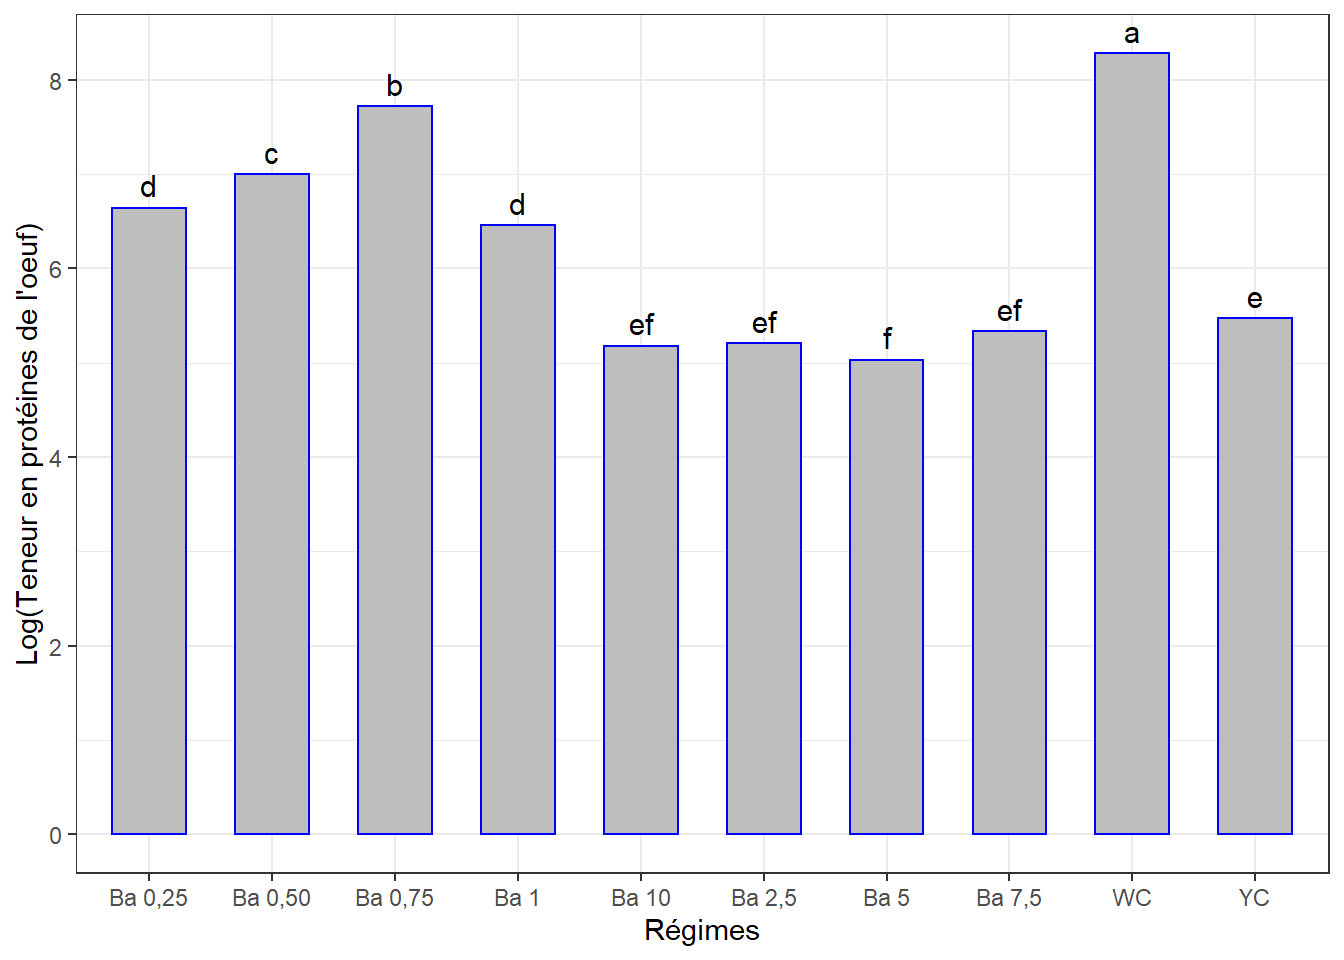 Log(Teneur en protéines de l'oeuf)
8
6
4
2
0
d
c
b
d
ef
ef
f
ef
a
e
Ba 0,25 Ba 0,50 Ba 0,75 Ba 1 Ba 10 Ba 2,5 Ba 5 Ba 7,5 WC YC
Régimes